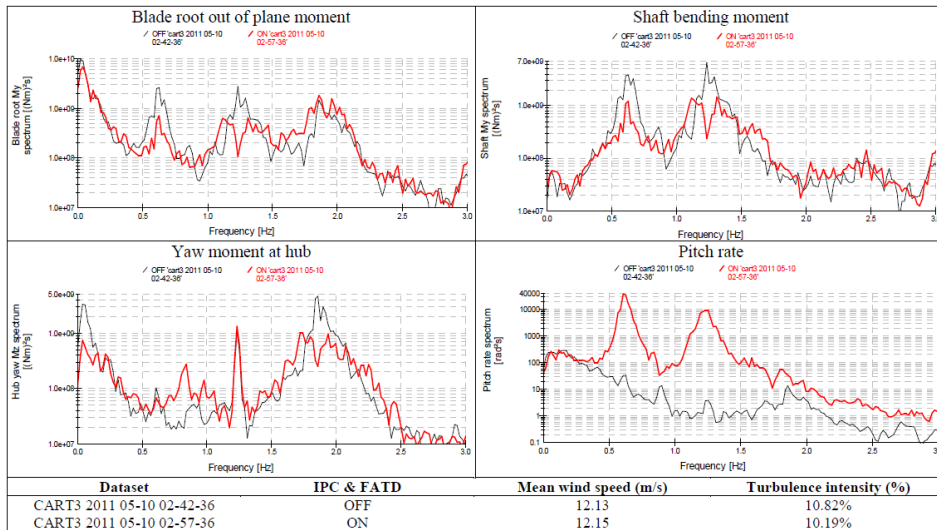 Blade root out of plane moment
OFF 'cart3 2011 05-10
02-42-36'
ON 'cart3 2011 05-10
02-57-36'
Blade root My
spectrum [(Nm)²s]
1.0e+10
1.0e+09
1.0e+08
1.0e+07
0.0 0.5 1.0 1.5 2.0 2.5 3.0
Frequency [Hz]
Shaft bending moment
OFF 'cart3 2011 05-10
02-42-36'
ON 'cart3 2011 05-10
02-57-36'
Shaft My spectrum
[(Nm)²s]
7.0e+09
1.0e+09
1.0e+08
1.0e+07
0.0 0.5 1.0 1.5 2.0 2.5 3.
Frequency [Hz]
Yaw moment at hub
OFF 'cart3 2011 05-10
02-42-36'
ON 'cart3 2011 05-10
02-57-36'
Hub yaw Mz spectrum
[(Nm)²s]
5.0e+09
1.0e+09
1.0e+08
1.0e+07
0.0 0.5 1.0 1.5 2.0 2.5 3.0
Frequency [Hz]
Pitch rate
OFF 'cart3 2011 05-10
02-42-36'
ON 'cart3 2011 05-10
02-57-36'
Pitch rate spectrum
[rad²s]
40000
10000
1000
100
10
1
0.1
0.0 0.5 1.0 1.5 2.0 2.5 3.
Frequency [Hz]
Dataset IPC & FATD Mean wind speed (m/s) Turbulence intensity (%)
CART3 2011 05-10 02-42-36 OFF 12.13 10.82%
CART3 2011 05-10 02-57-36 ON 12.15 10.19%